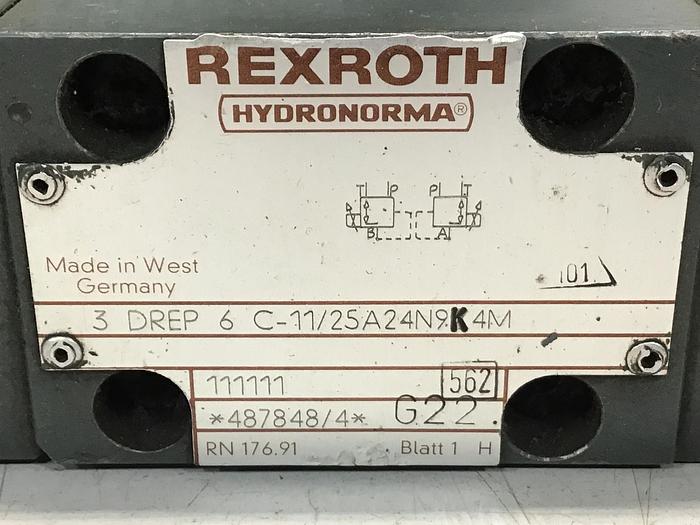 REXROTH
HYDRONORMA®
T P P T
B A
Made in West
Germany
101
3 DREP 6 C-11/25A24N9K4M
111111 562
*487848/4* G22.
RN 176.91 Blatt 1 H